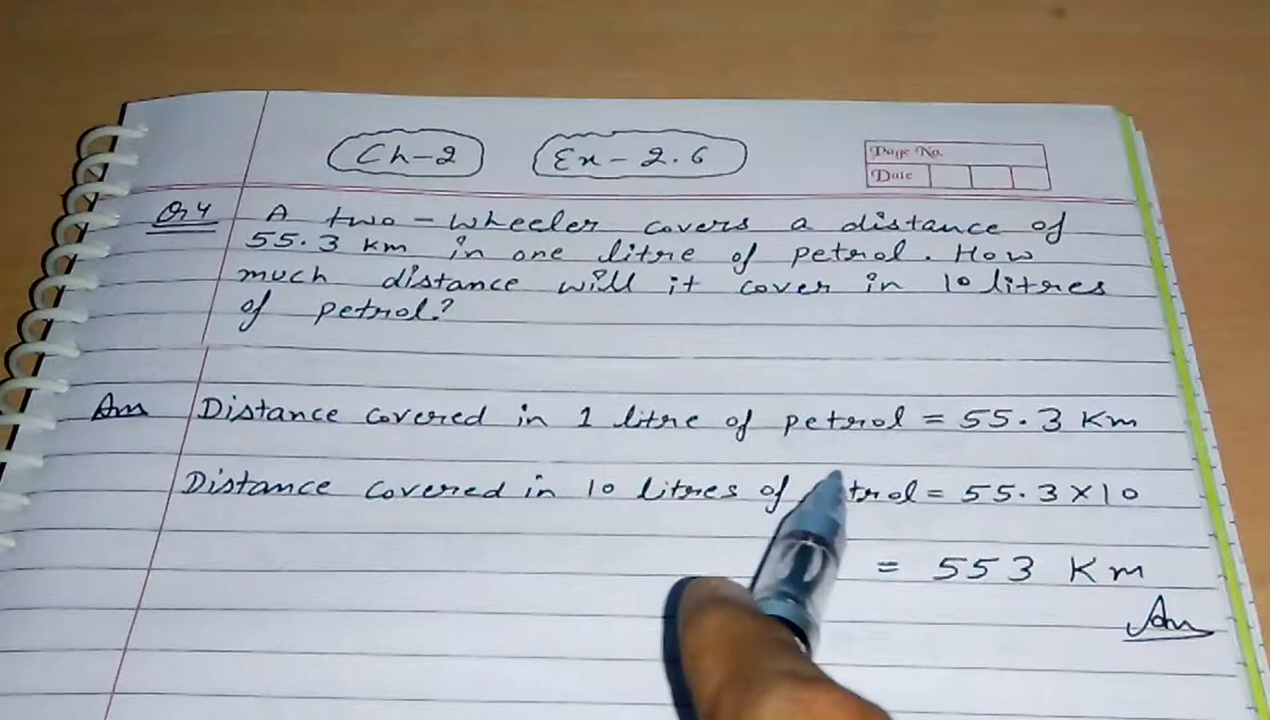 Ch-2 Ex-2.6
Page No.
Date
Q4 A two-wheeler covers a distance of
55.3 km in one litre of petrol. How
much distance will it cover in 10 litres
of petrol?
Ans Distance covered in 1 litre of petrol = 55.3 Km
Distance covered in 10 litres of trol = 55.3 X 10
= 553 Km
Ans